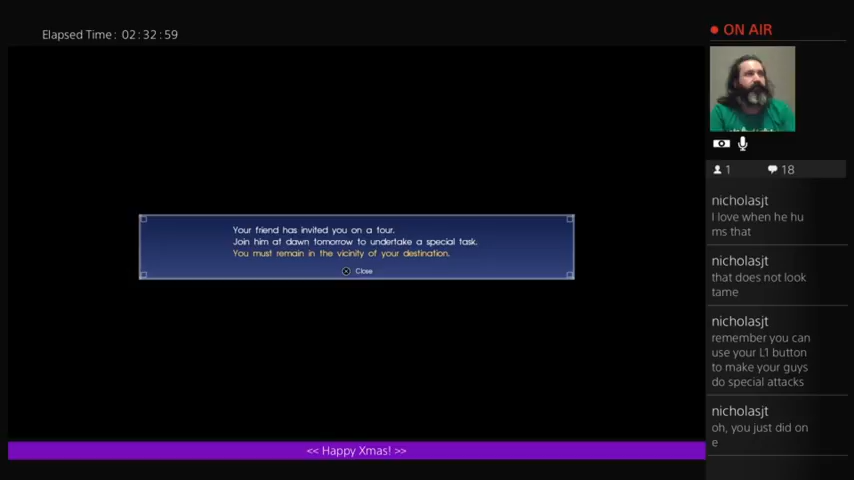 Elapsed Time : 02 : 32 : 59
ON AIR
Your friend has invited you on a tour.
Join him at dawn tomorrow to undertake a special task.
You must remain in the vicinity of your destination.
Close
1
18
nicholasjt
I love when he hu
ms that
nicholasjt
that does not look
tame
nicholasjt
remember you can
use your L1 button
to make your guys
do special attacks
nicholasjt
oh, you just did on
e
<< Happy Xmas! >>